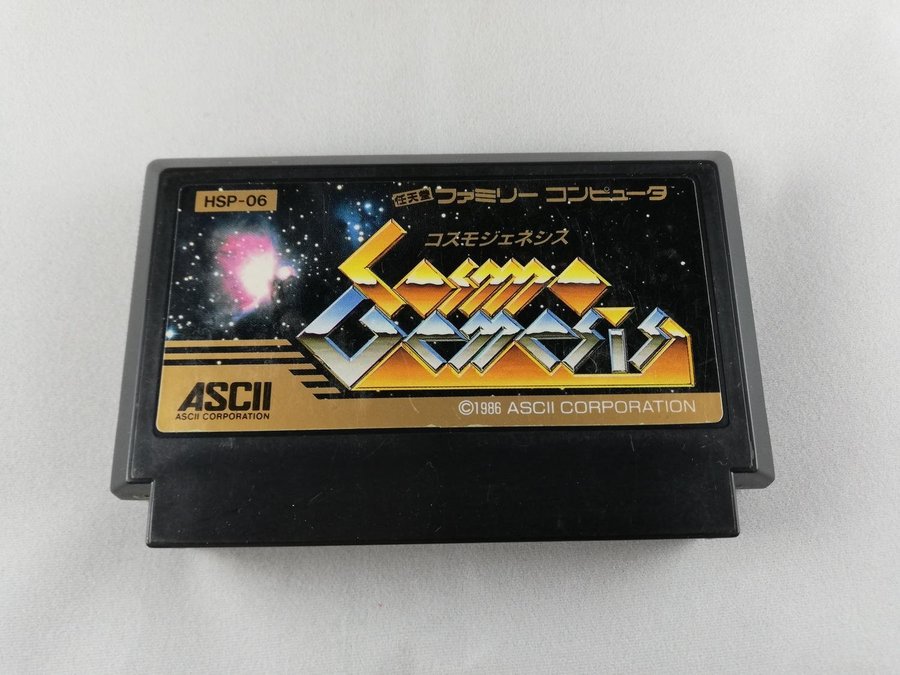 HSP-06
任天堂 ファミリー コンピュータ
コズモジェネシス
Cosmo
Genesis
ASCII
ASCII CORPORATION
©1986 ASCII CORPORATION